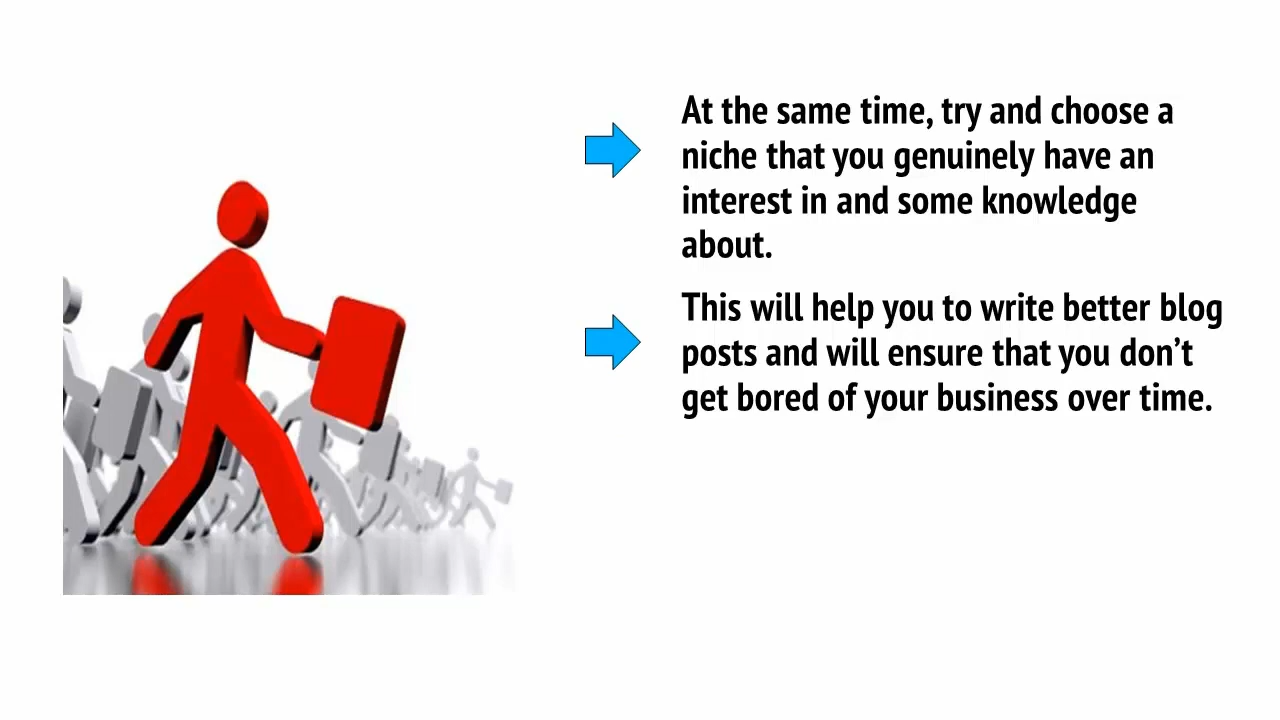 At the same time, try and choose a
niche that you genuinely have an
interest in and some knowledge
about.
This will help you to write better blog
posts and will ensure that you don’t
get bored of your business over time.